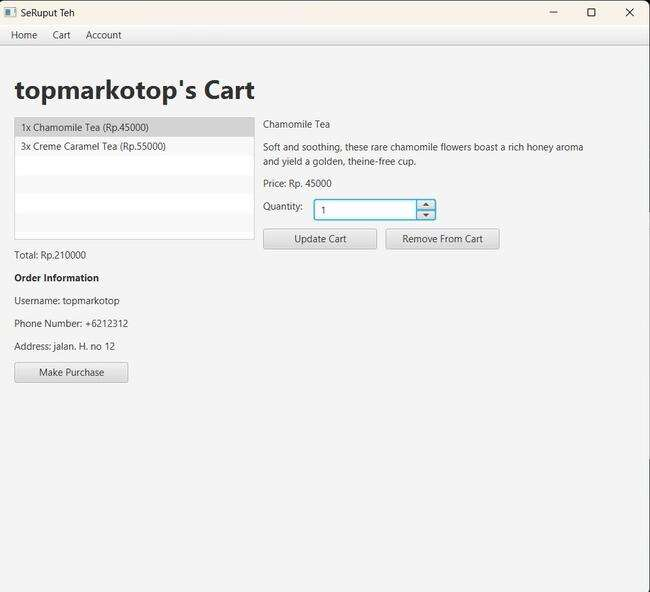 SeRuput Teh
Home Cart Account
topmarkotop's Cart
1x Chamomile Tea (Rp.45000)
3x Creme Caramel Tea (Rp.55000)
Total: Rp.210000
Order Information
Username: topmarkotop
Phone Number: +6212312
Address: jalan. H. no 12
Make Purchase
Chamomile Tea
Soft and soothing, these rare chamomile flowers boast a rich honey aroma
and yield a golden, theine-free cup.
Price: Rp. 45000
Quantity: 1
Update Cart Remove From Cart